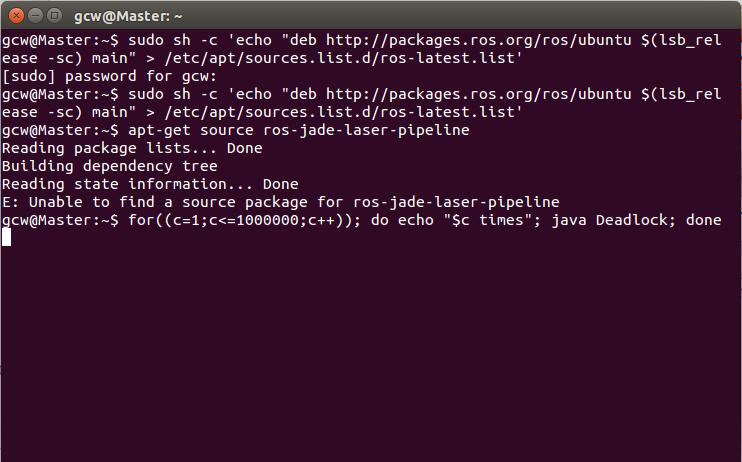 gcw@Master: ~
gcw@Master:~$ sudo sh -c 'echo "deb http://packages.ros.org/ros/ubuntu $(lsb_rel
ease -sc) main" > /etc/apt/sources.list.d/ros-latest.list'
[sudo] password for gcw:
gcw@Master:~$ sudo sh -c 'echo "deb http://packages.ros.org/ros/ubuntu $(lsb_rel
ease -sc) main" > /etc/apt/sources.list.d/ros-latest.list'
gcw@Master:~$ apt-get source ros-jade-laser-pipeline
Reading package lists... Done
Building dependency tree
Reading state information... Done
E: Unable to find a source package for ros-jade-laser-pipeline
gcw@Master:~$ for((c=1;c<=1000000;c++)); do echo "$c times"; java Deadlock; done